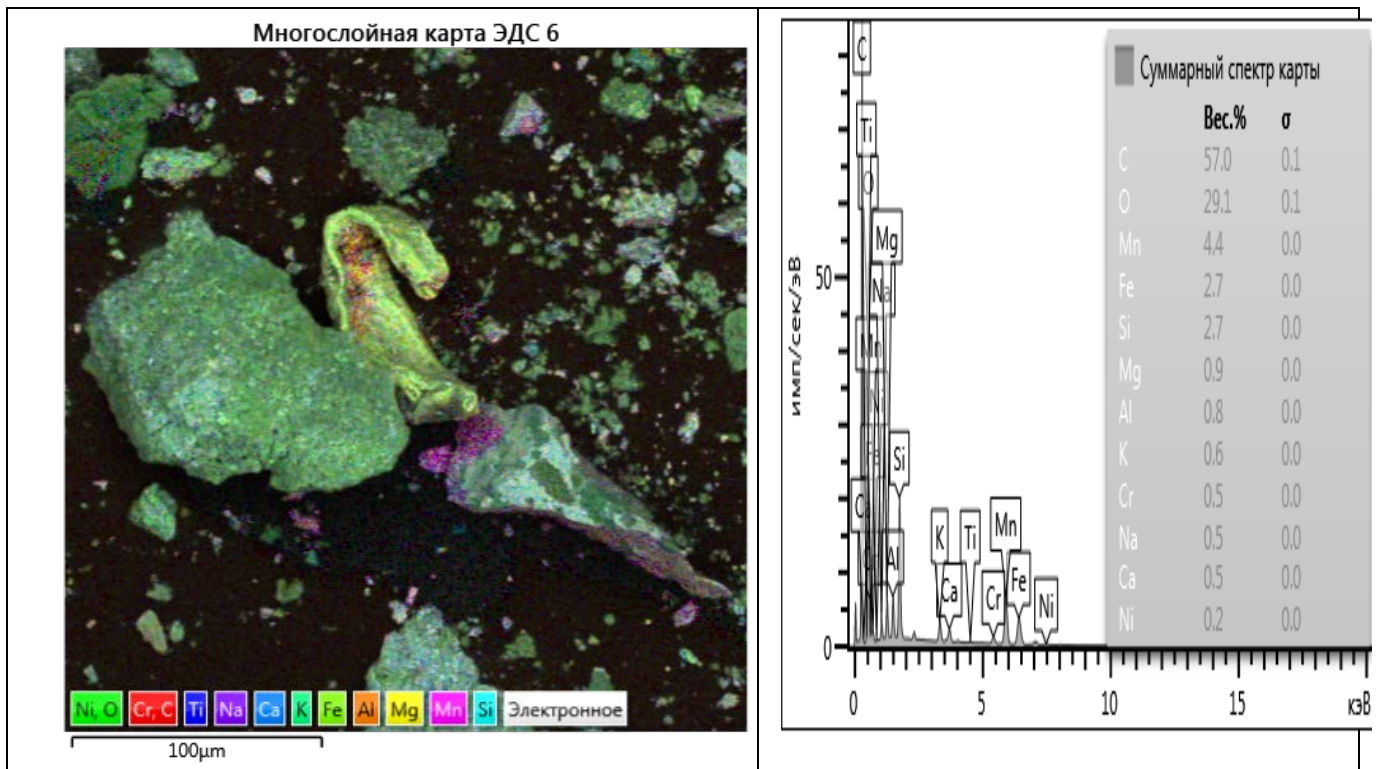 Многослойная карта ЭДС 6
Ni, O Cr, C Ti Na Ca K Fe Al Mg Mn Si Электронное
100µm
имп/сек/эВ
50
0
C
Ti
O
Mg
Na
Mn
Ni
Fe
Si
Al
K
Ti
Ca
Cr
Mn
Fe
Ni
0 5 10 15 кэВ
Суммарный спектр карты
Вес.% σ
C 57.0 0.1
O 29.1 0.1
Mn 4.4 0.0
Fe 2.7 0.0
Si 2.7 0.0
Mg 0.9 0.0
Al 0.8 0.0
K 0.6 0.0
Cr 0.5 0.0
Na 0.5 0.0
Ca 0.5 0.0
Ni 0.2 0.0